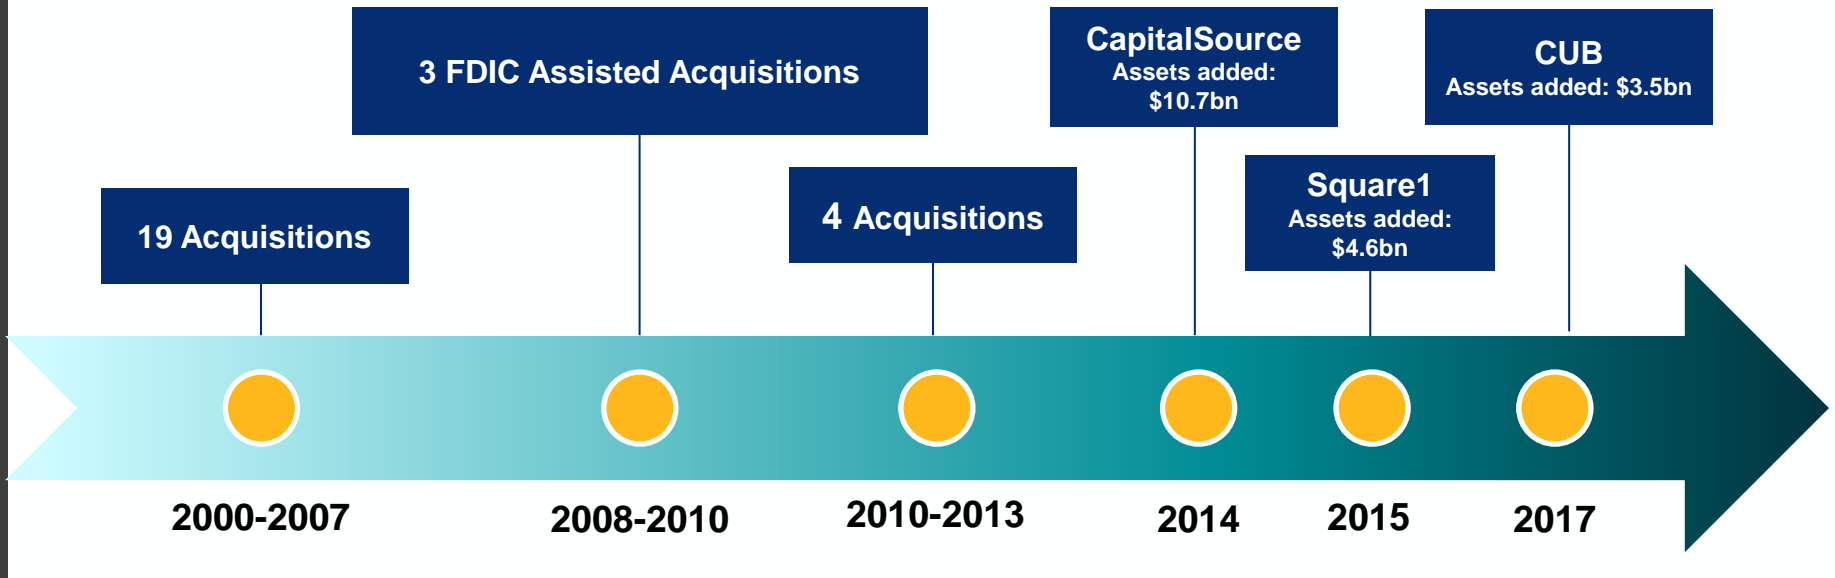 3 FDIC Assisted Acquisitions
CapitalSource
Assets added:
$10.7bn
CUB
Assets added: $3.5bn
19 Acquisitions
4 Acquisitions
Square1
Assets added:
$4.6bn
2000-2007
2008-2010
2010-2013
2014
2015
2017